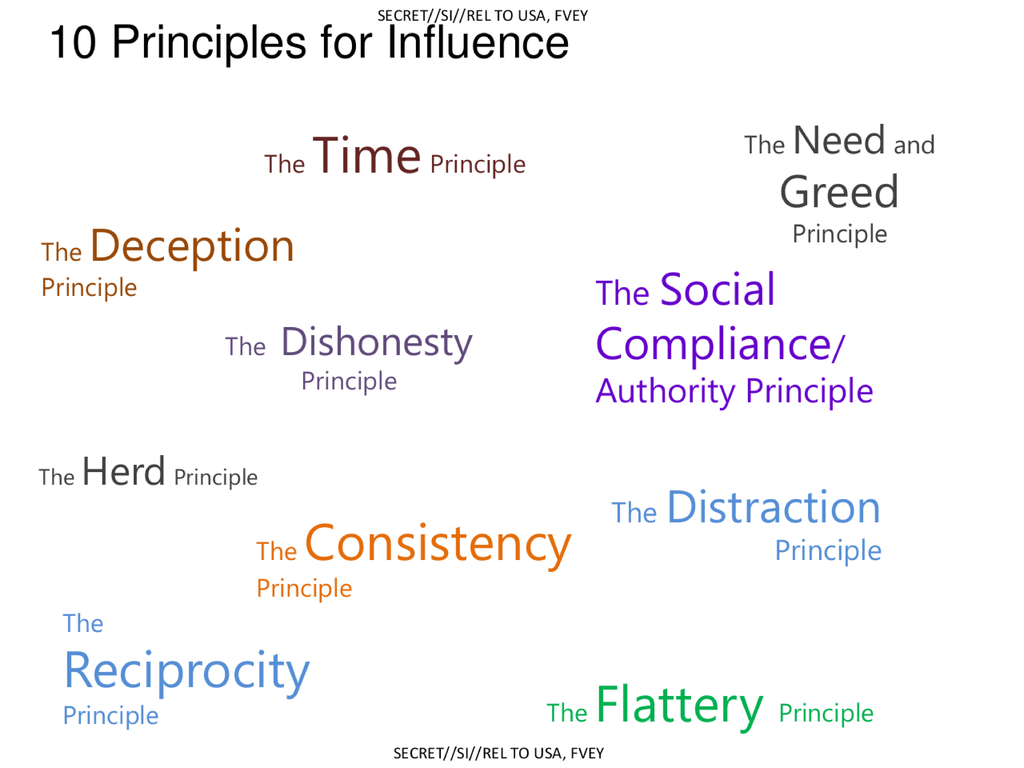 SECRET//SI//REL TO USA, FVEY
10 Principles for Influence
The Time Principle
The Need and
Greed
Principle
The Deception
Principle
The Social
Compliance/
Authority Principle
The Dishonesty
Principle
The Herd Principle
The Distraction
Principle
The Consistency
Principle
The
Reciprocity
Principle
The Flattery Principle
SECRET//SI//REL TO USA, FVEY